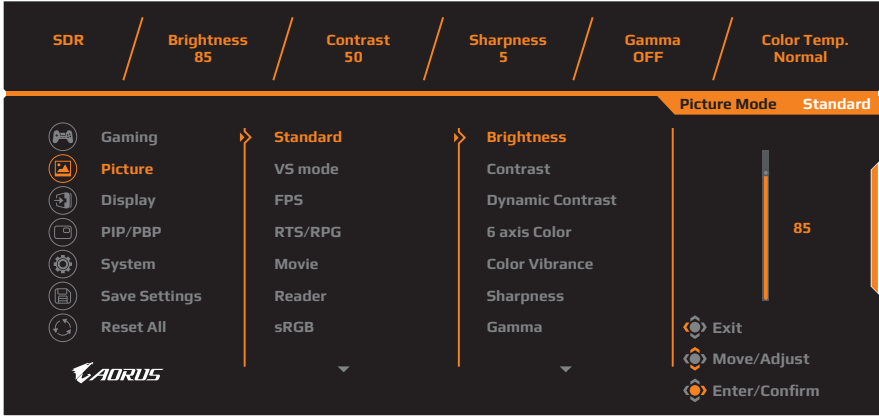 SDR Brightness Contrast Sharpness Gamma Color Temp.
85 50 5 OFF Normal
Picture Mode Standard
Gaming Standard Brightness
Picture VS mode Contrast
Display FPS Dynamic Contrast
PIP/PBP RTS/RPG 6 axis Color 85
System Movie Color Vibrance
Save Settings Reader Sharpness
Reset All sRGB Gamma Exit
Move/Adjust
AORUS
Enter/Confirm